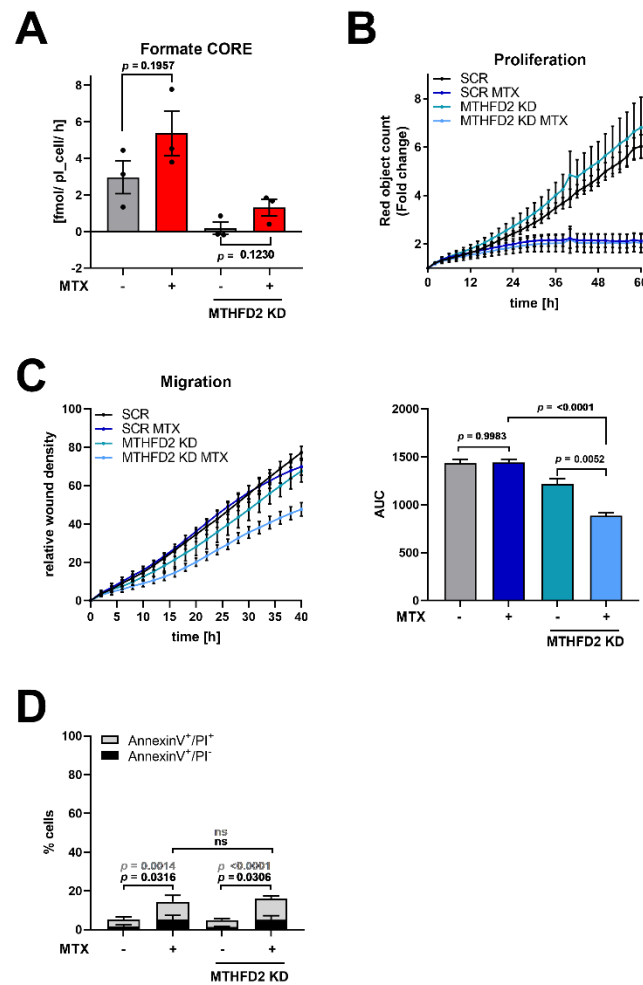 A
Formate CORE
p = 0.1957
[fmol/ pl_cell/ h]
8
6
4
2
0
-2
p = 0.1230
MTX - + - +
MTHFD2 KD
B
Proliferation
SCR
SCR MTX
MTHFD2 KD
MTHFD2 KD MTX
Red object count
(Fold change)
8
6
4
2
0 12 24 36 48 60
time [h]
C
Migration
SCR
SCR MTX
MTHFD2 KD
MTHFD2 KD MTX
relative wound density
100
80
60
40
20
0
0 5 10 15 20 25 30 35 40
time [h]
AUC
2000
1500
1000
500
0
p = <0.0001
p = 0.9983
p = 0.0052
MTX - + - +
MTHFD2 KD
D
AnnexinV+/PI+
AnnexinV+/PI-
% cells
100
80
60
40
20
0
ns
ns
p = 0.0014
p = 0.0316
p <0.0001
p = 0.0306
MTX - + - +
MTHFD2 KD